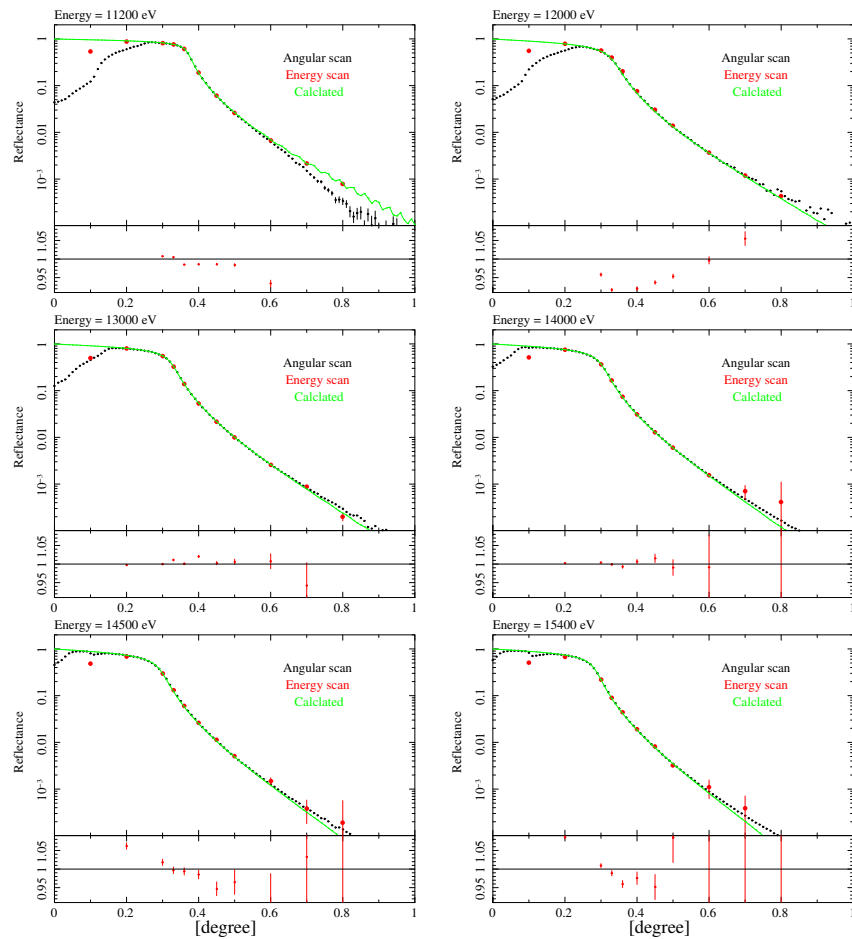 Energy = 11200 eV
Reflectance
1
0.1
0.01
10⁻³
Angular scan
Energy scan
Calclated
0.95 1 1.05
0 0.2 0.4 0.6 0.8 1
Energy = 12000 eV
Reflectance
1
0.1
0.01
10⁻³
Angular scan
Energy scan
Calclated
0.95 1 1.05
0 0.2 0.4 0.6 0.8 1
Energy = 13000 eV
Reflectance
1
0.1
0.01
10⁻³
Angular scan
Energy scan
Calclated
0.95 1 1.05
0 0.2 0.4 0.6 0.8 1
Energy = 14000 eV
Reflectance
1
0.1
0.01
10⁻³
Angular scan
Energy scan
Calclated
0.95 1 1.05
0 0.2 0.4 0.6 0.8 1
Energy = 14500 eV
Reflectance
1
0.1
0.01
10⁻³
Angular scan
Energy scan
Calclated
0.95 1 1.05
0 0.2 0.4 0.6 0.8 1
[degree]
Energy = 15400 eV
Reflectance
1
0.1
0.01
10⁻³
Angular scan
Energy scan
Calclated
0.95 1 1.05
0 0.2 0.4 0.6 0.8 1
[degree]